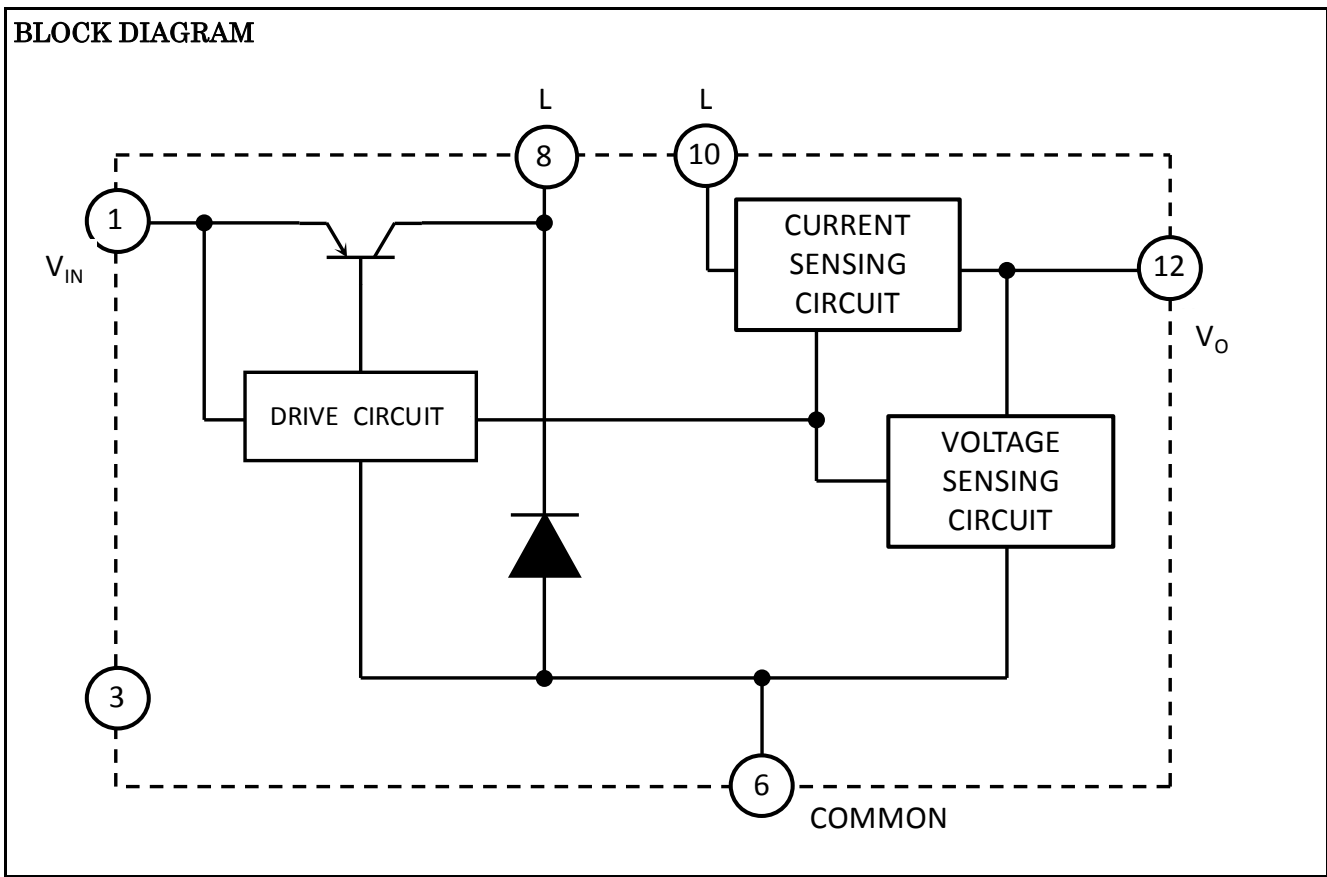 BLOCK DIAGRAM
L
L
8
10
1
V_IN
CURRENT
SENSING
CIRCUIT
12
V_O
DRIVE CIRCUIT
VOLTAGE
SENSING
CIRCUIT
3
6
COMMON